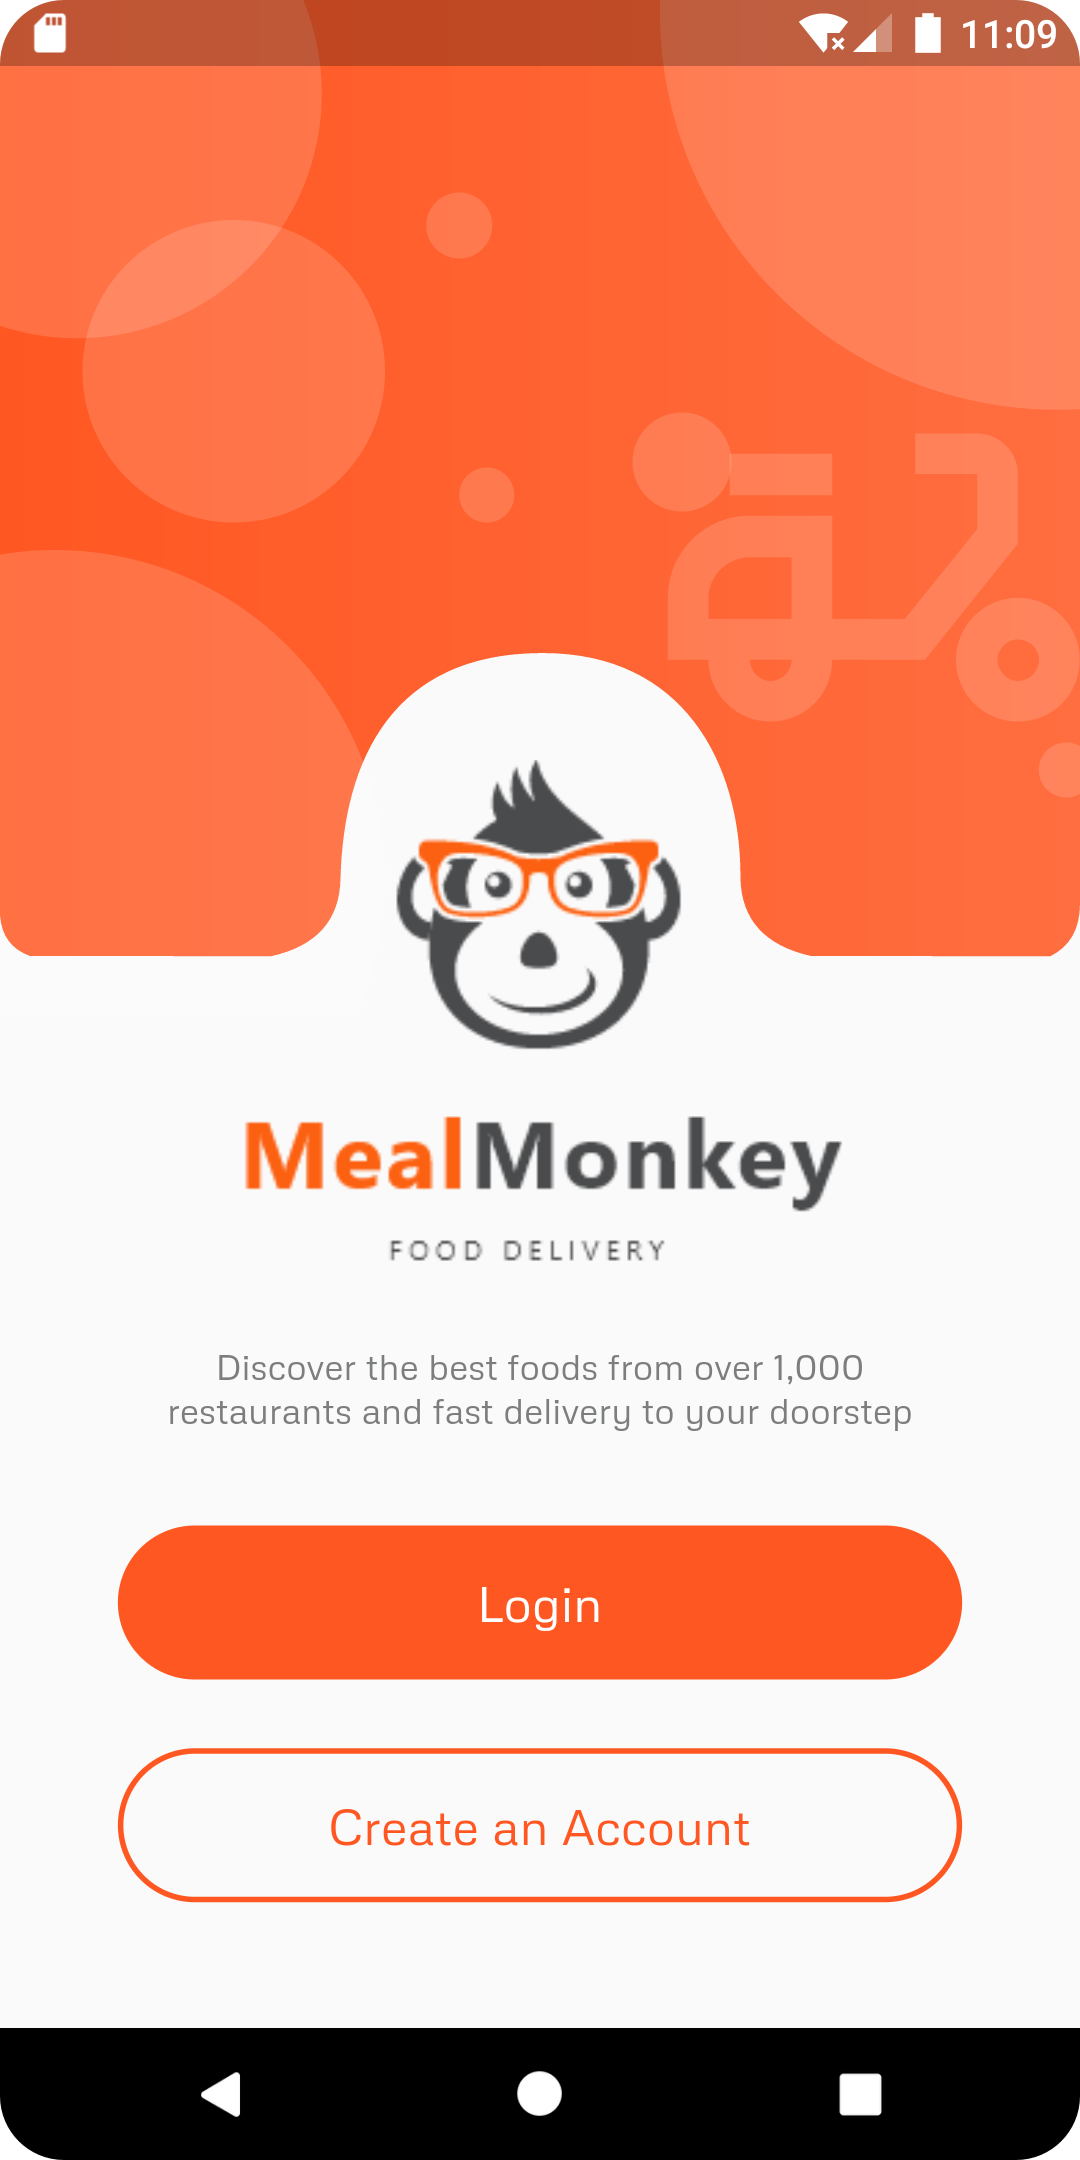 11:09
MealMonkey
FOOD DELIVERY
Discover the best foods from over 1,000
restaurants and fast delivery to your doorstep
Login
Create an Account